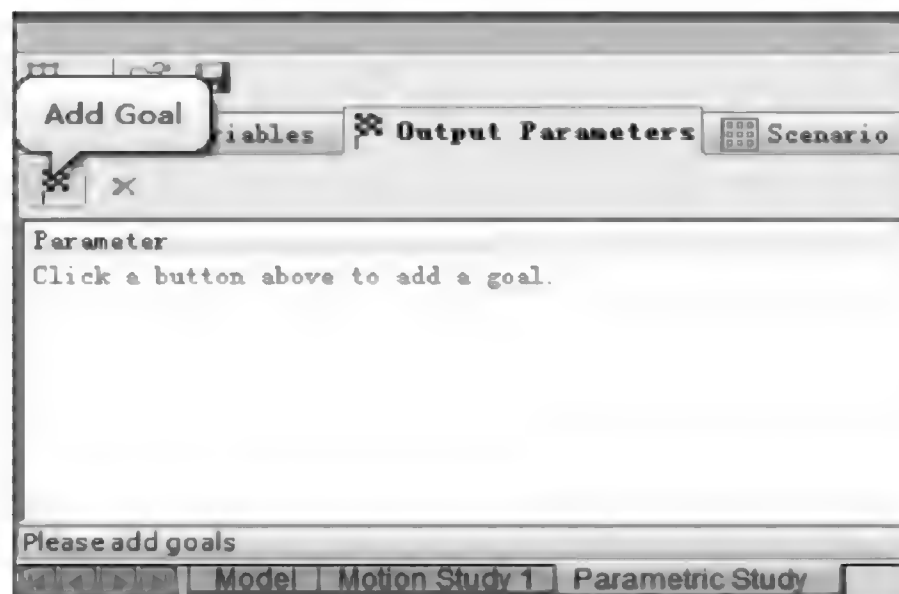 Add Goal
riables
Output Parameters
Scenario
Parameter
Click a button above to add a goal.
Please add goals
Model
Motion Study 1
Parametric Study